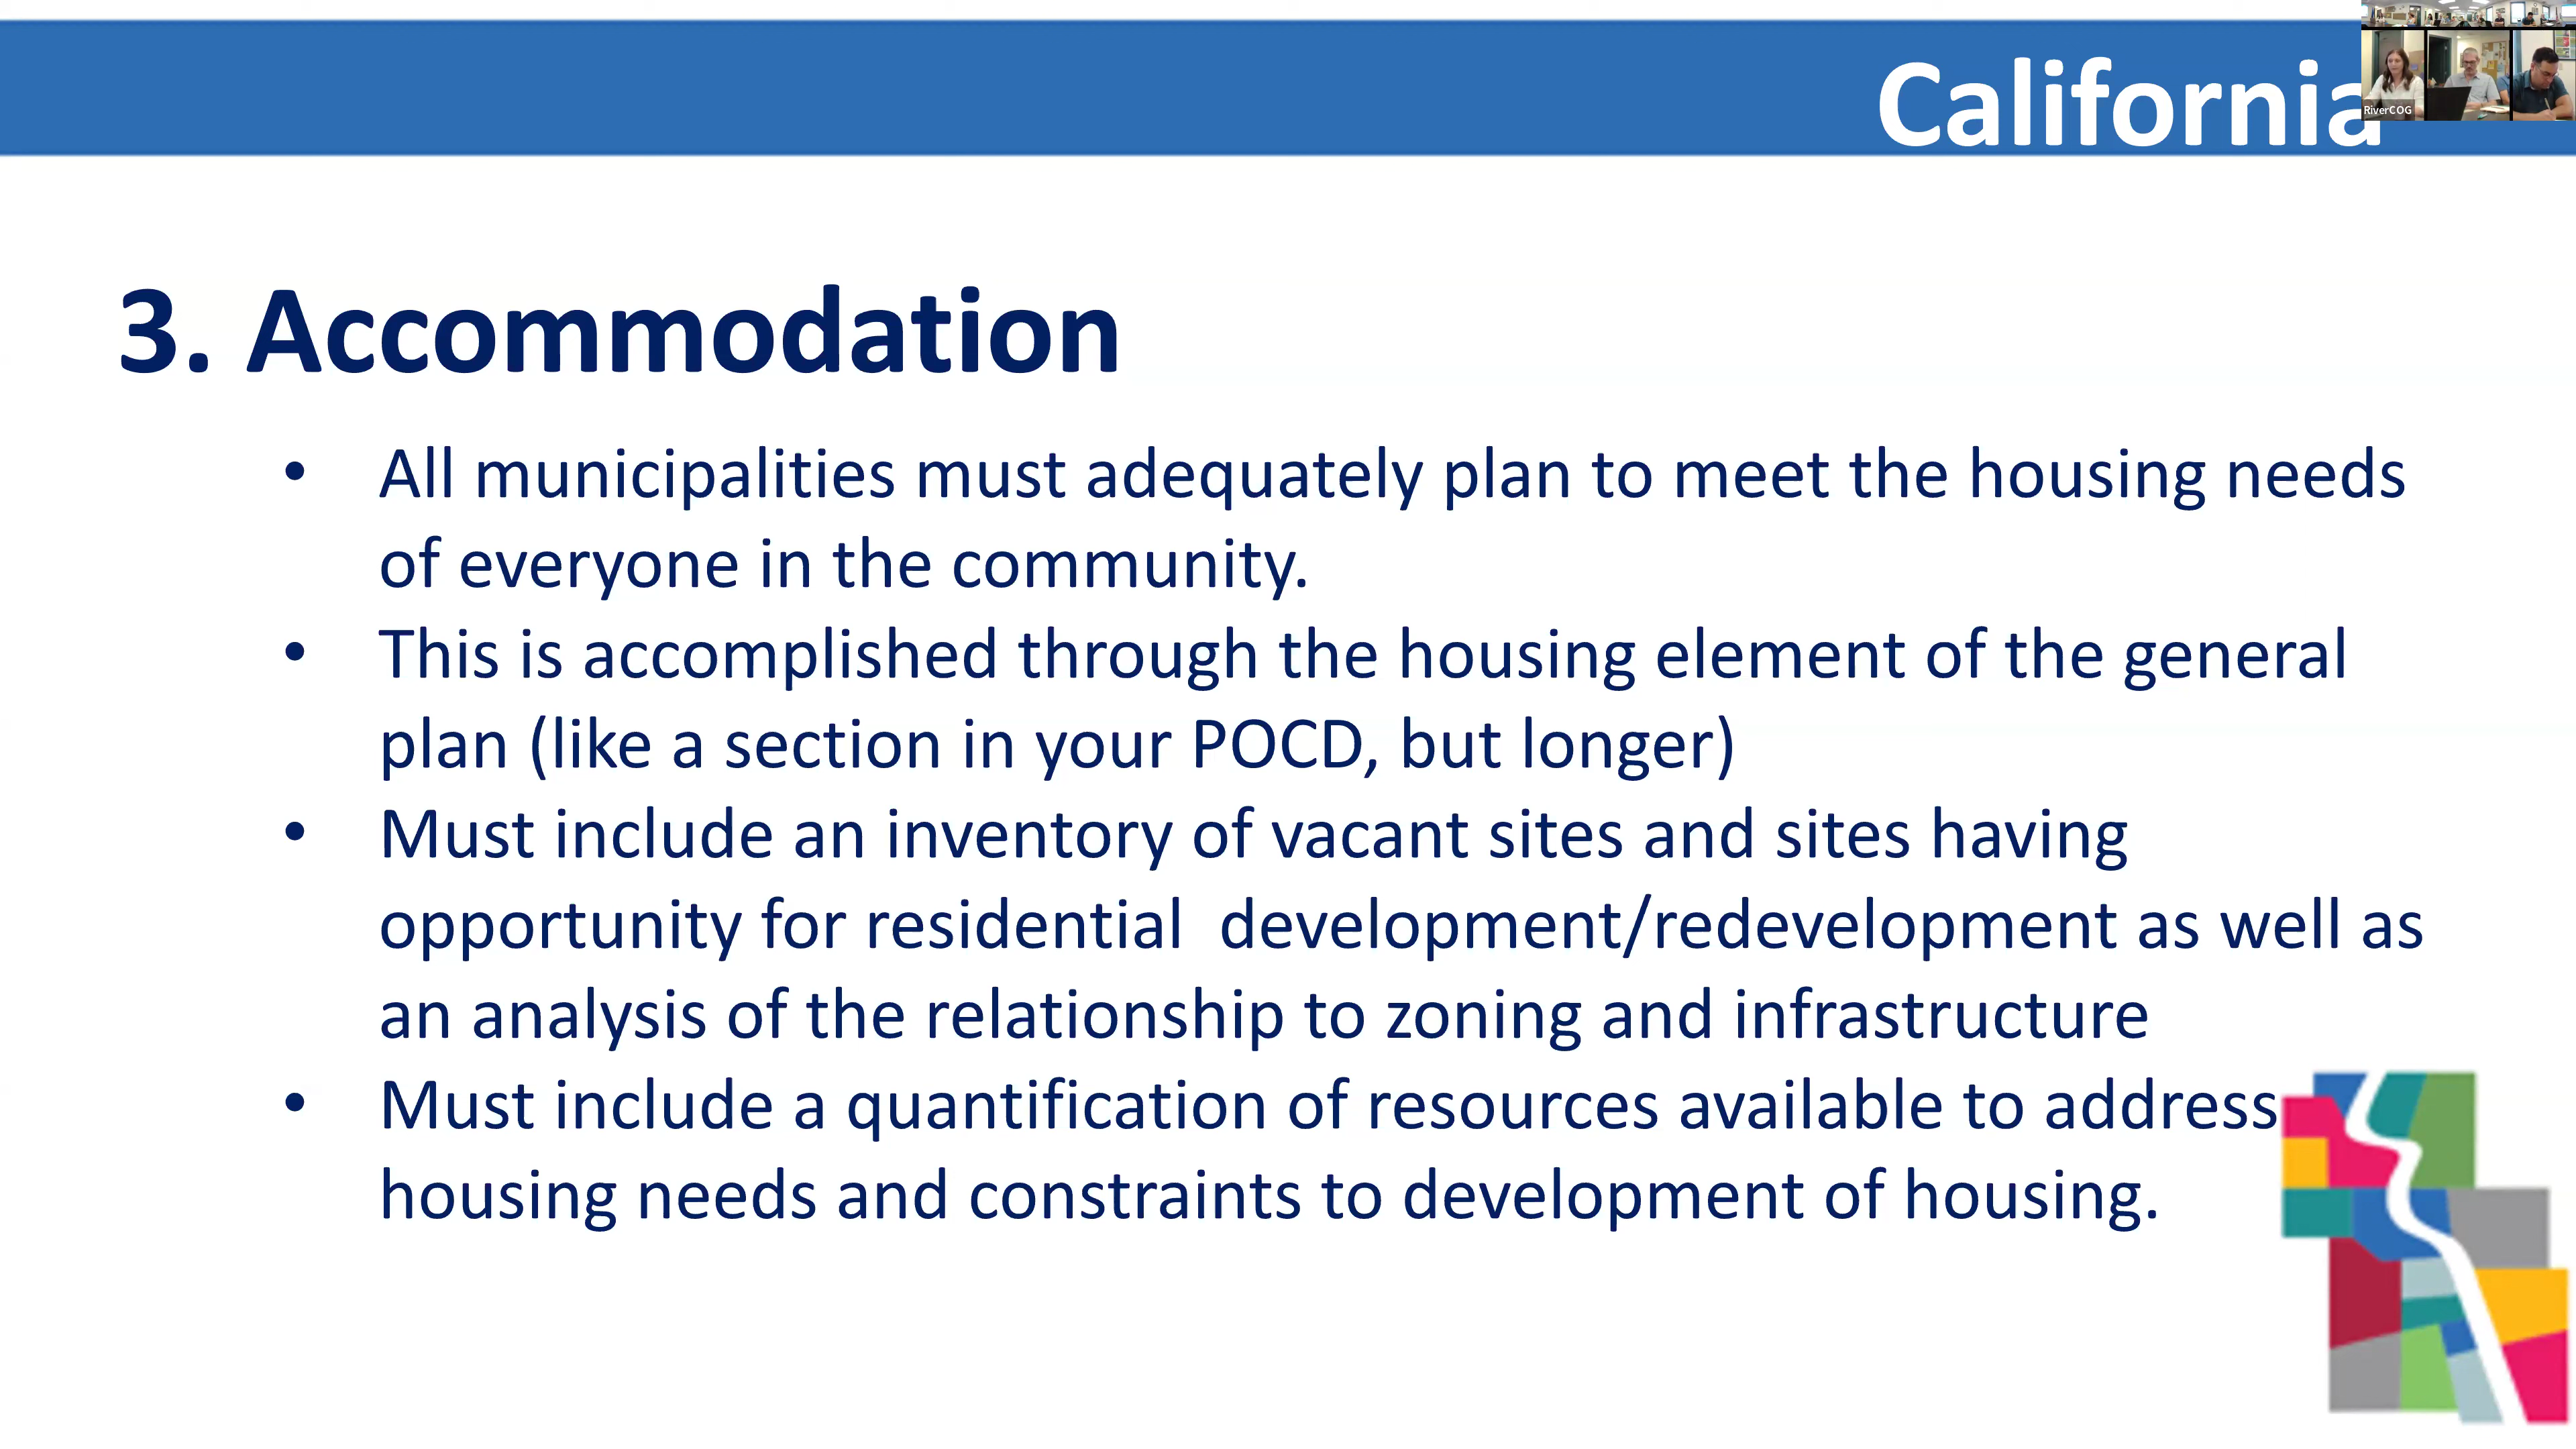 California
RiverCOG
3. Accommodation
• All municipalities must adequately plan to meet the housing needs
of everyone in the community.
• This is accomplished through the housing element of the general
plan (like a section in your POCD, but longer)
• Must include an inventory of vacant sites and sites having
opportunity for residential  development/redevelopment as well as
an analysis of the relationship to zoning and infrastructure
• Must include a quantification of resources available to address
housing needs and constraints to development of housing.